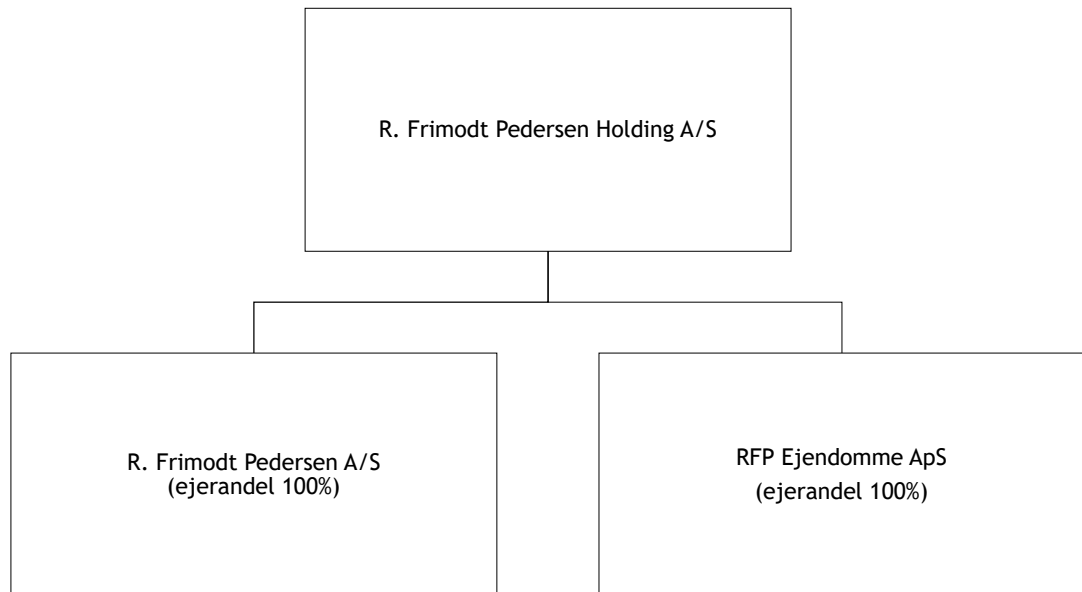 R. Frimodt Pedersen Holding A/S
R. Frimodt Pedersen A/S
(ejerandel 100%)
RFP Ejendomme ApS
(ejerandel 100%)